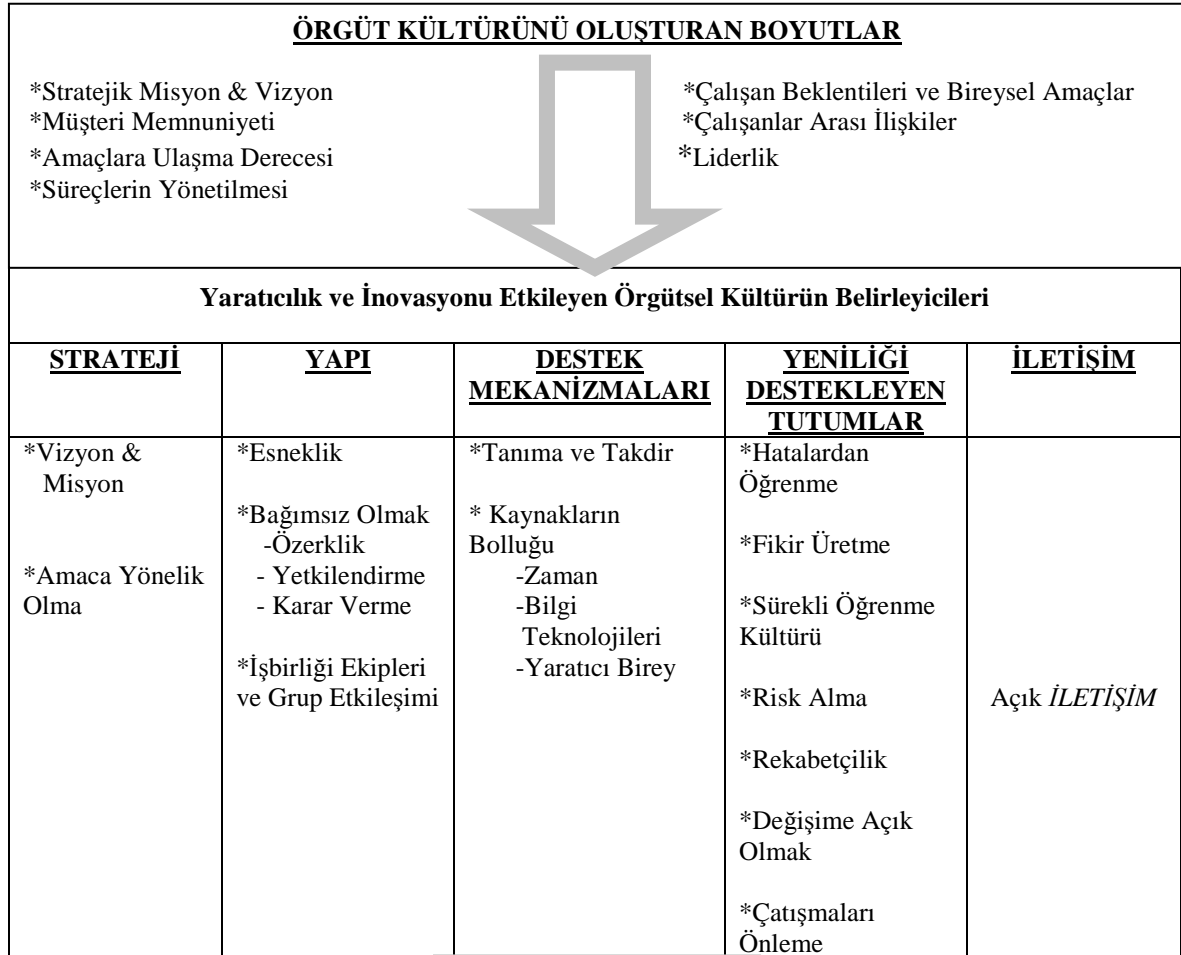 ÖRGÜT KÜLTÜRÜNÜ OLUŞTURAN BOYUTLAR
*Stratejik Misyon & Vizyon
*Müşteri Memnuniyeti
*Amaçlara Ulaşma Derecesi
*Süreçlerin Yönetilmesi
*Çalışan Beklentileri ve Bireysel Amaçlar
*Çalışanlar Arası İlişkiler
*Liderlik
Yaratıcılık ve İnovasyonu Etkileyen Örgütsel Kültürün Belirleyicileri
STRATEJİ
*Vizyon &
Misyon
*Amaca Yönelik
Olma
YAPI
*Esneklik
*Bağımsız Olmak
-Özerklik
- Yetkilendirme
- Karar Verme
*İşbirliği Ekipleri
ve Grup Etkileşimi
DESTEK
MEKANİZMALARI
*Tanıma ve Takdir
* Kaynakların
Bolluğu
-Zaman
-Bilgi
Teknolojileri
-Yaratıcı Birey
YENİLİĞİ
DESTEKLEYEN
TUTUMLAR
*Hatalardan
Öğrenme
*Fikir Üretme
*Sürekli Öğrenme
Kültürü
*Risk Alma
*Rekabetçilik
*Değişime Açık
Olmak
*Çatışmaları
Önleme
İLETİŞİM
Açık İLETİŞİM